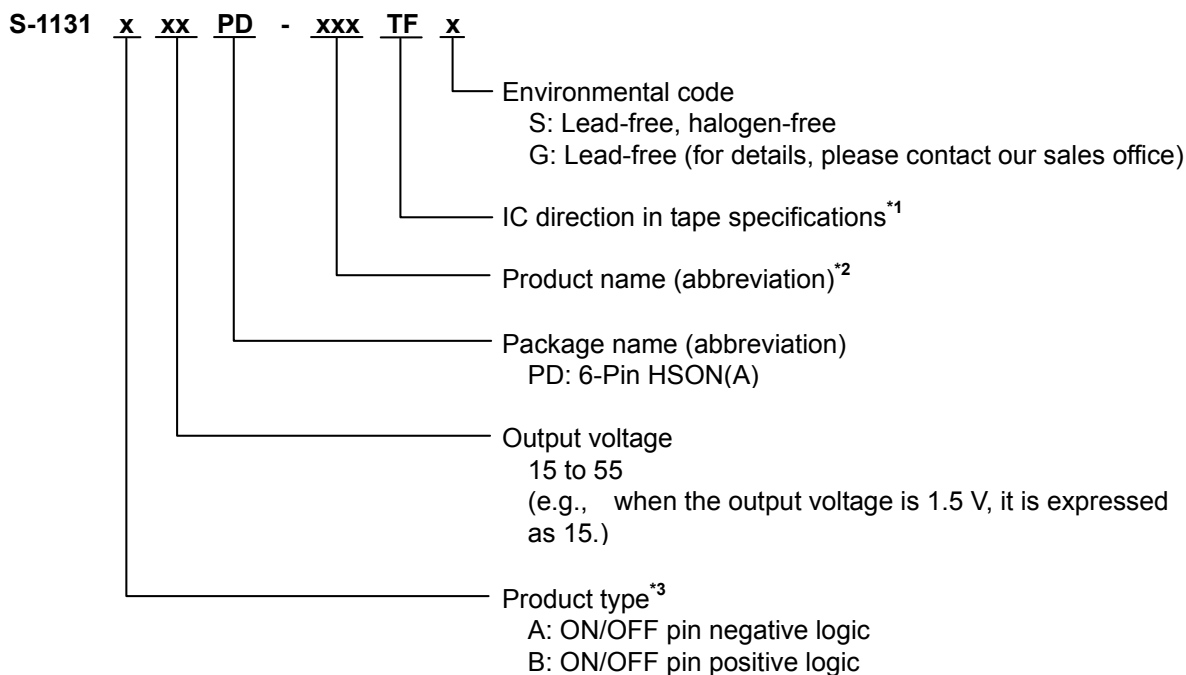 S-1131 x xx PD - xxx TF x
Environmental code
S: Lead-free, halogen-free
G: Lead-free (for details, please contact our sales office)
IC direction in tape specifications*1
Product name (abbreviation)*2
Package name (abbreviation)
PD: 6-Pin HSON(A)
Output voltage
15 to 55
(e.g., when the output voltage is 1.5 V, it is expressed
as 15.)
Product type*3
A: ON/OFF pin negative logic
B: ON/OFF pin positive logic